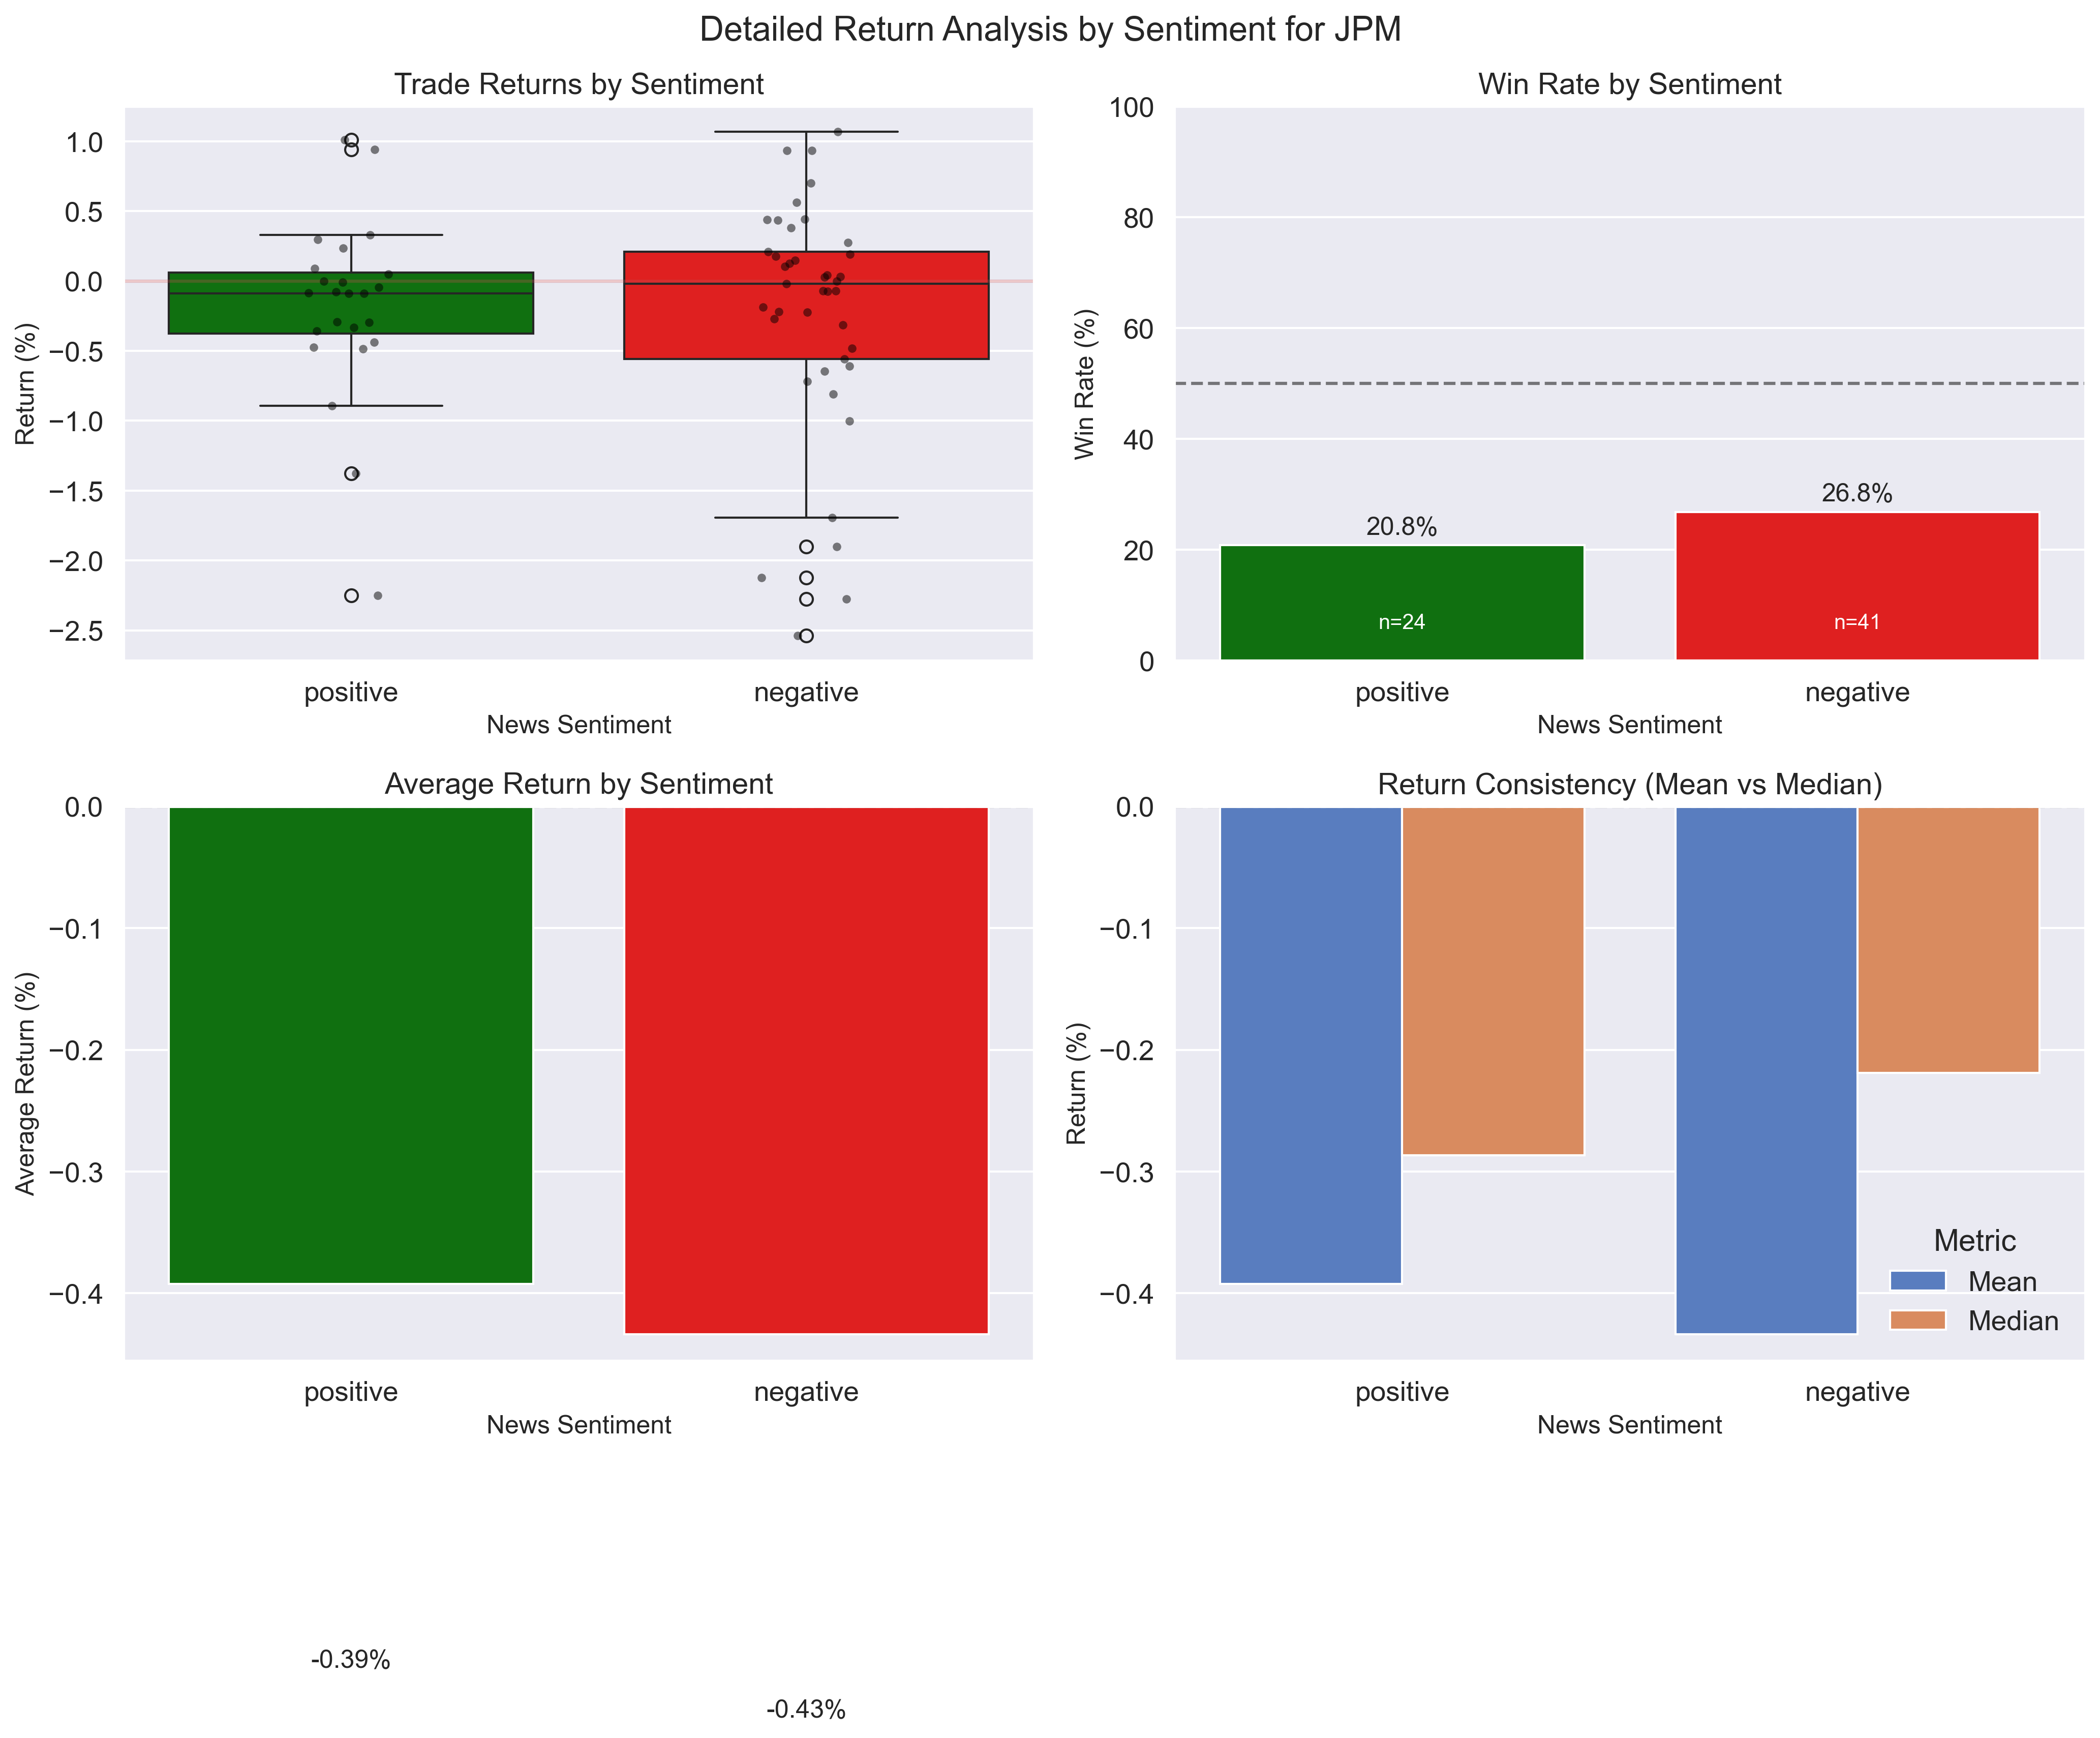 Detailed Return Analysis by Sentiment for JPM
Trade Returns by Sentiment
1.0
0.5
0.0
−0.5
−1.0
−1.5
−2.0
−2.5
Return (%)
positive
negative
News Sentiment
Win Rate by Sentiment
100
80
60
40
20
0
Win Rate (%)
20.8%
26.8%
n=24
n=41
positive
negative
News Sentiment
Average Return by Sentiment
0.0
−0.1
−0.2
−0.3
−0.4
Average Return (%)
positive
negative
News Sentiment
-0.39%
-0.43%
Return Consistency (Mean vs Median)
0.0
−0.1
−0.2
−0.3
−0.4
Return (%)
Metric
Mean
Median
positive
negative
News Sentiment